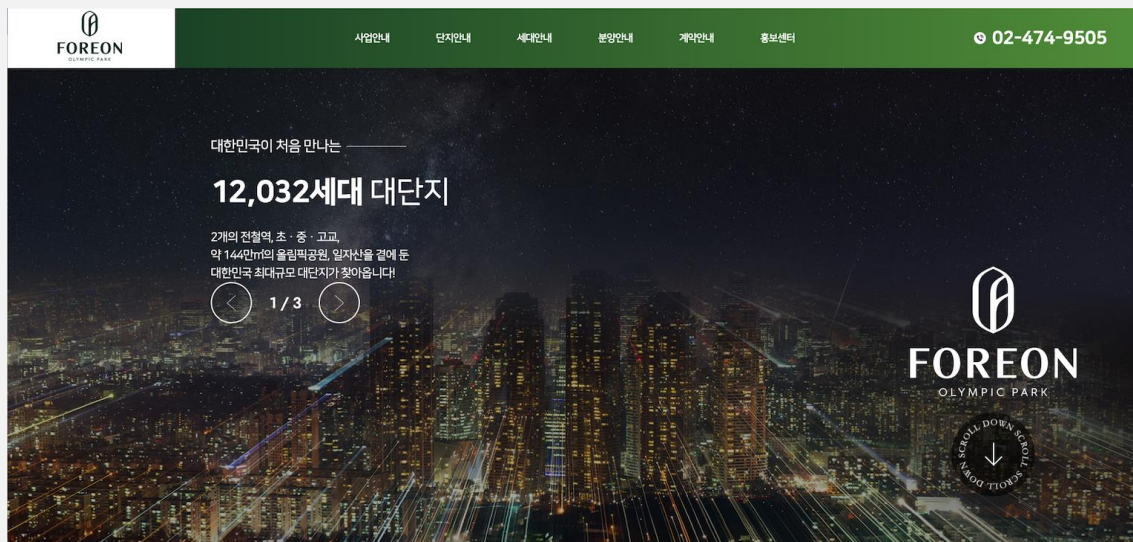 FOREON
OLYMPIC PARK
사업안내
단지안내
세대안내
분양안내
계약안내
홍보센터
02-474-9505
대한민국이 처음 만나는
12,032세대 대단지
2개의 전철역, 초 · 중 · 고교,
약 144만㎡의 올림픽공원, 일자산을 곁에 둔
대한민국 최대규모 대단지가 찾아옵니다!
1 / 3
FOREON
OLYMPIC PARK
SCROLL DOWN SCROLL SCROLL DOWN